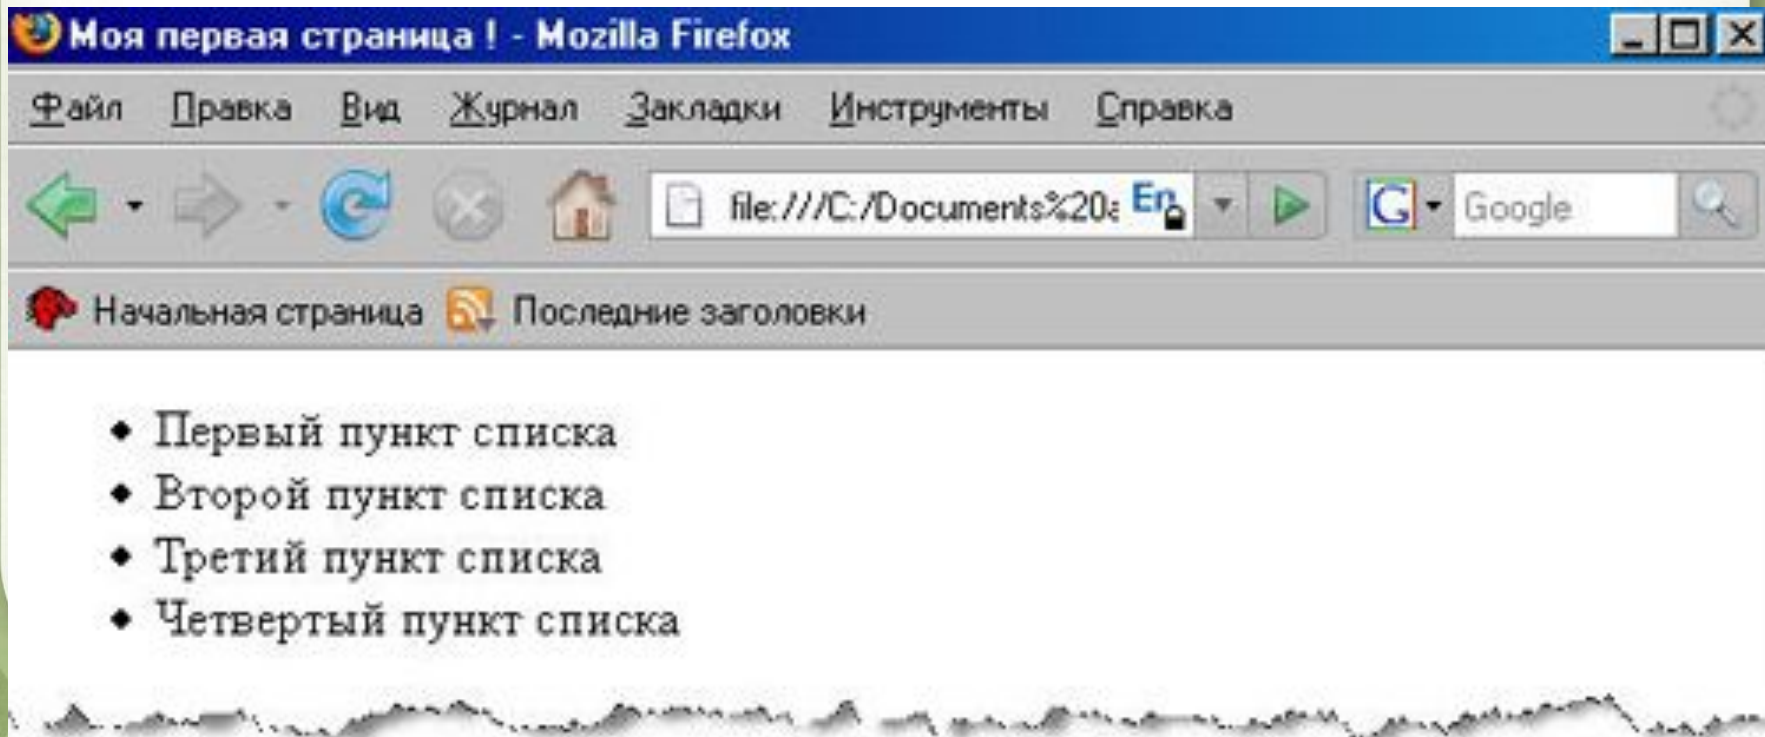 Моя первая страница ! - Mozilla Firefox
Файл Правка Вид Журнал Закладки Инструменты Справка
file:///C:/Documents%20a En G Google
Начальная страница Последние заголовки
• Первый пункт списка
• Второй пункт списка
• Третий пункт списка
• Четвертый пункт списка